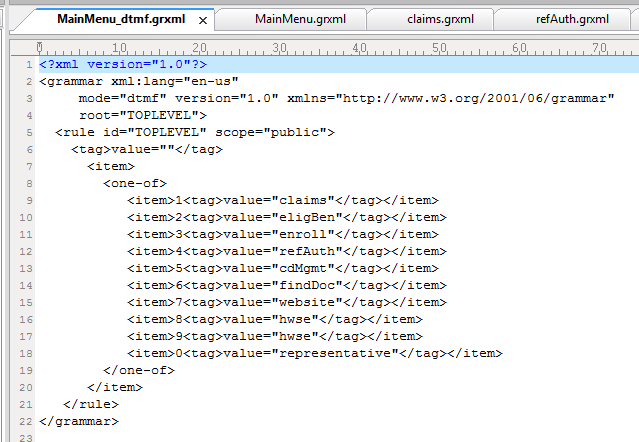 MainMenu_dtmf.grxml x MainMenu.grxml claims.grxml refAuth.grxml
0 10 20 30 40 50 60 70
1 <?xml version="1.0"?>
2 <grammar xml:lang="en-us"
3 mode="dtmf" version="1.0" xmlns="http://www.w3.org/2001/06/grammar"
4 root="TOPLEVEL">
5 <rule id="TOPLEVEL" scope="public">
6 <tag>value=""</tag>
7 <item>
8 <one-of>
9 <item>1<tag>value="claims"</tag></item>
10 <item>2<tag>value="eligBen"</tag></item>
11 <item>3<tag>value="enroll"</tag></item>
12 <item>4<tag>value="refAuth"</tag></item>
13 <item>5<tag>value="cdMgmt"</tag></item>
14 <item>6<tag>value="findDoc"</tag></item>
15 <item>7<tag>value="website"</tag></item>
16 <item>8<tag>value="hwse"</tag></item>
17 <item>9<tag>value="hwse"</tag></item>
18 <item>0<tag>value="representative"</tag></item>
19 </one-of>
20 </item>
21 </rule>
22 </grammar>
23